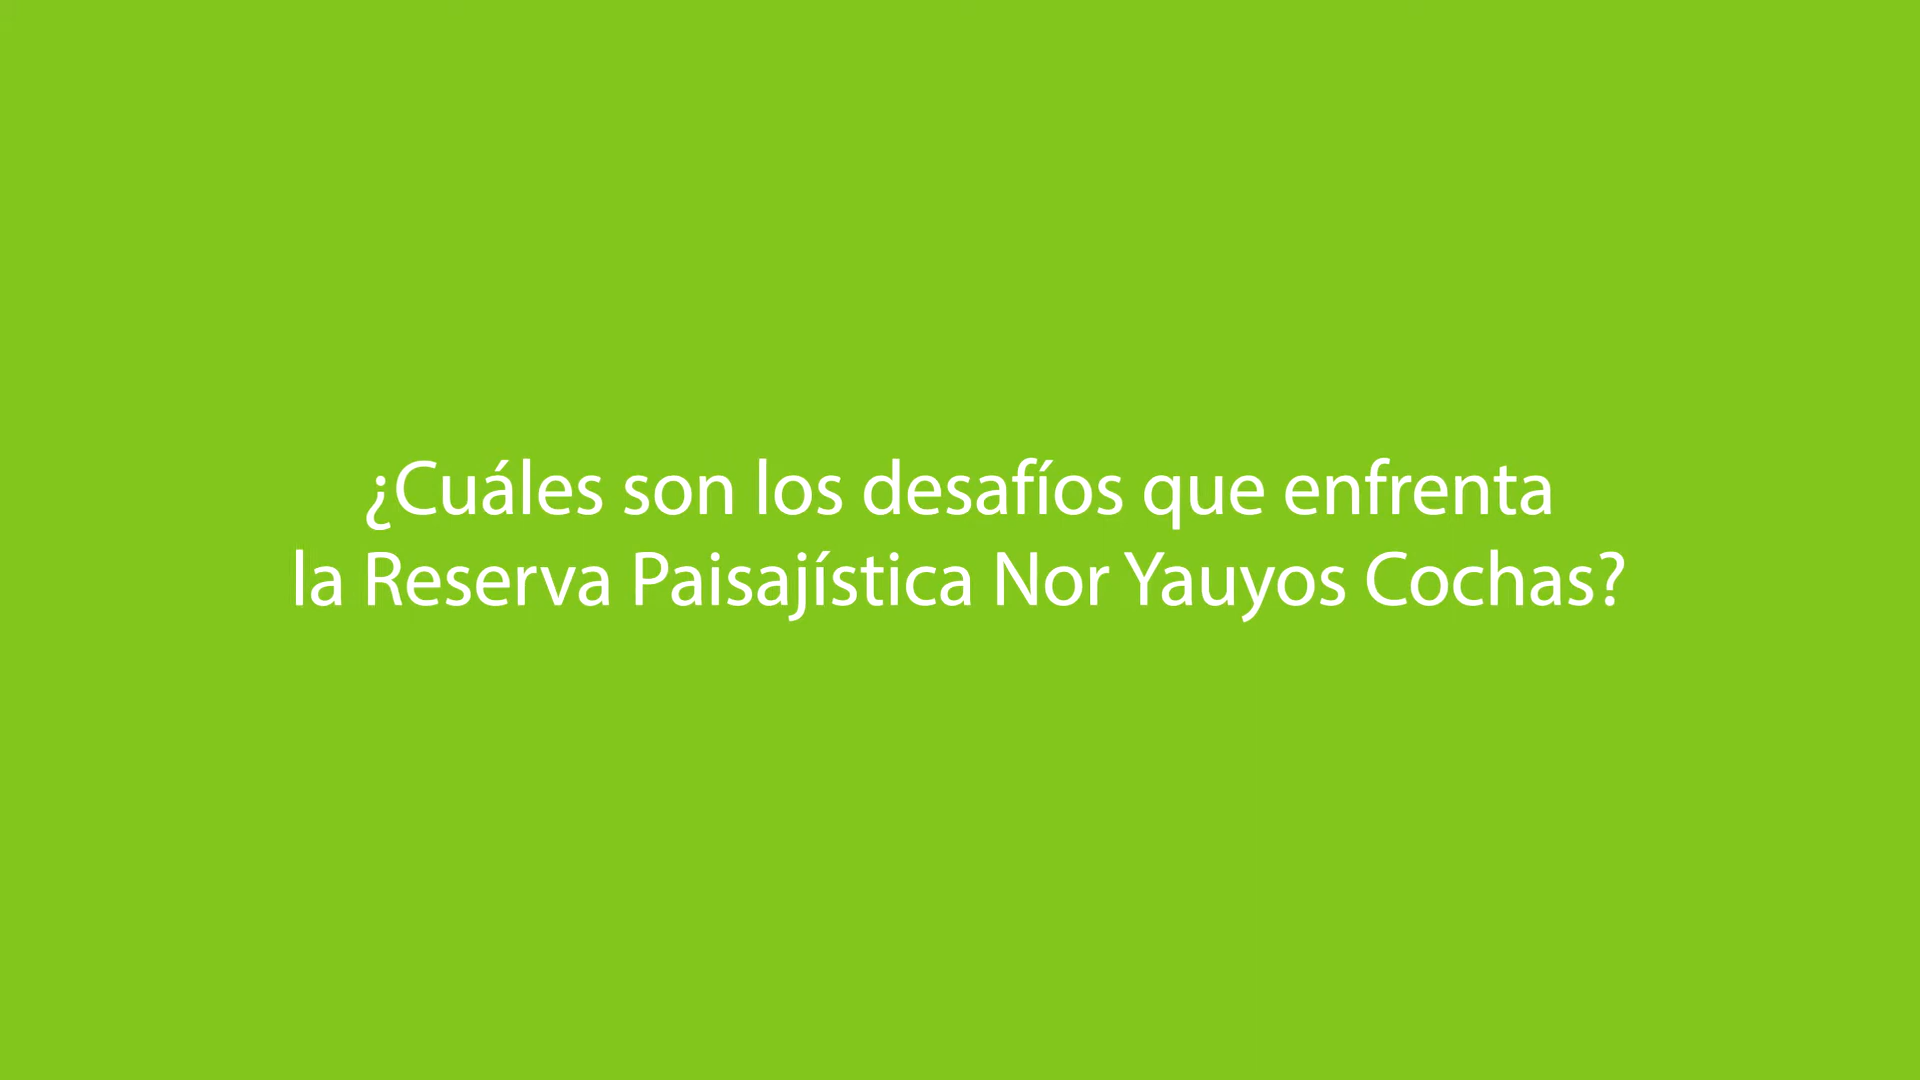 ¿Cuáles son los desafíos que enfrenta
la Reserva Paisajística Nor Yauyos Cochas?